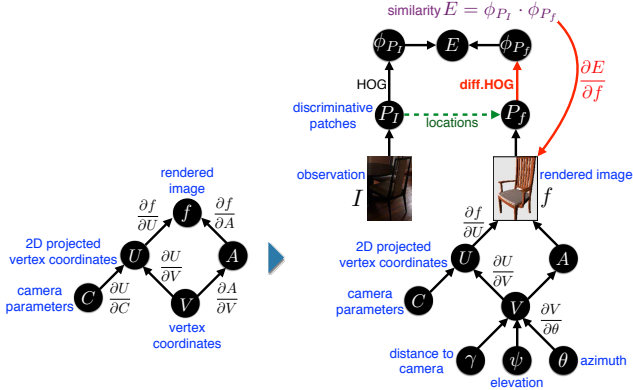 similarity E = ϕ_{P_I} · ϕ_{P_f}
ϕ_{P_I}
E
ϕ_{P_f}
∂E/∂f
HOG
diff.HOG
discriminative
patches
P_I
locations
P_f
observation
I
rendered image
f
∂f/∂U
2D projected
vertex coordinates
U
∂U/∂V
A
camera
parameters
C
V
∂V/∂θ
distance to
camera
γ
ψ
θ
azimuth
elevation
rendered
image
f
∂f/∂U
∂f/∂A
2D projected
vertex coordinates
U
∂U/∂V
A
camera
parameters
C
∂U/∂C
V
∂A/∂V
vertex
coordinates